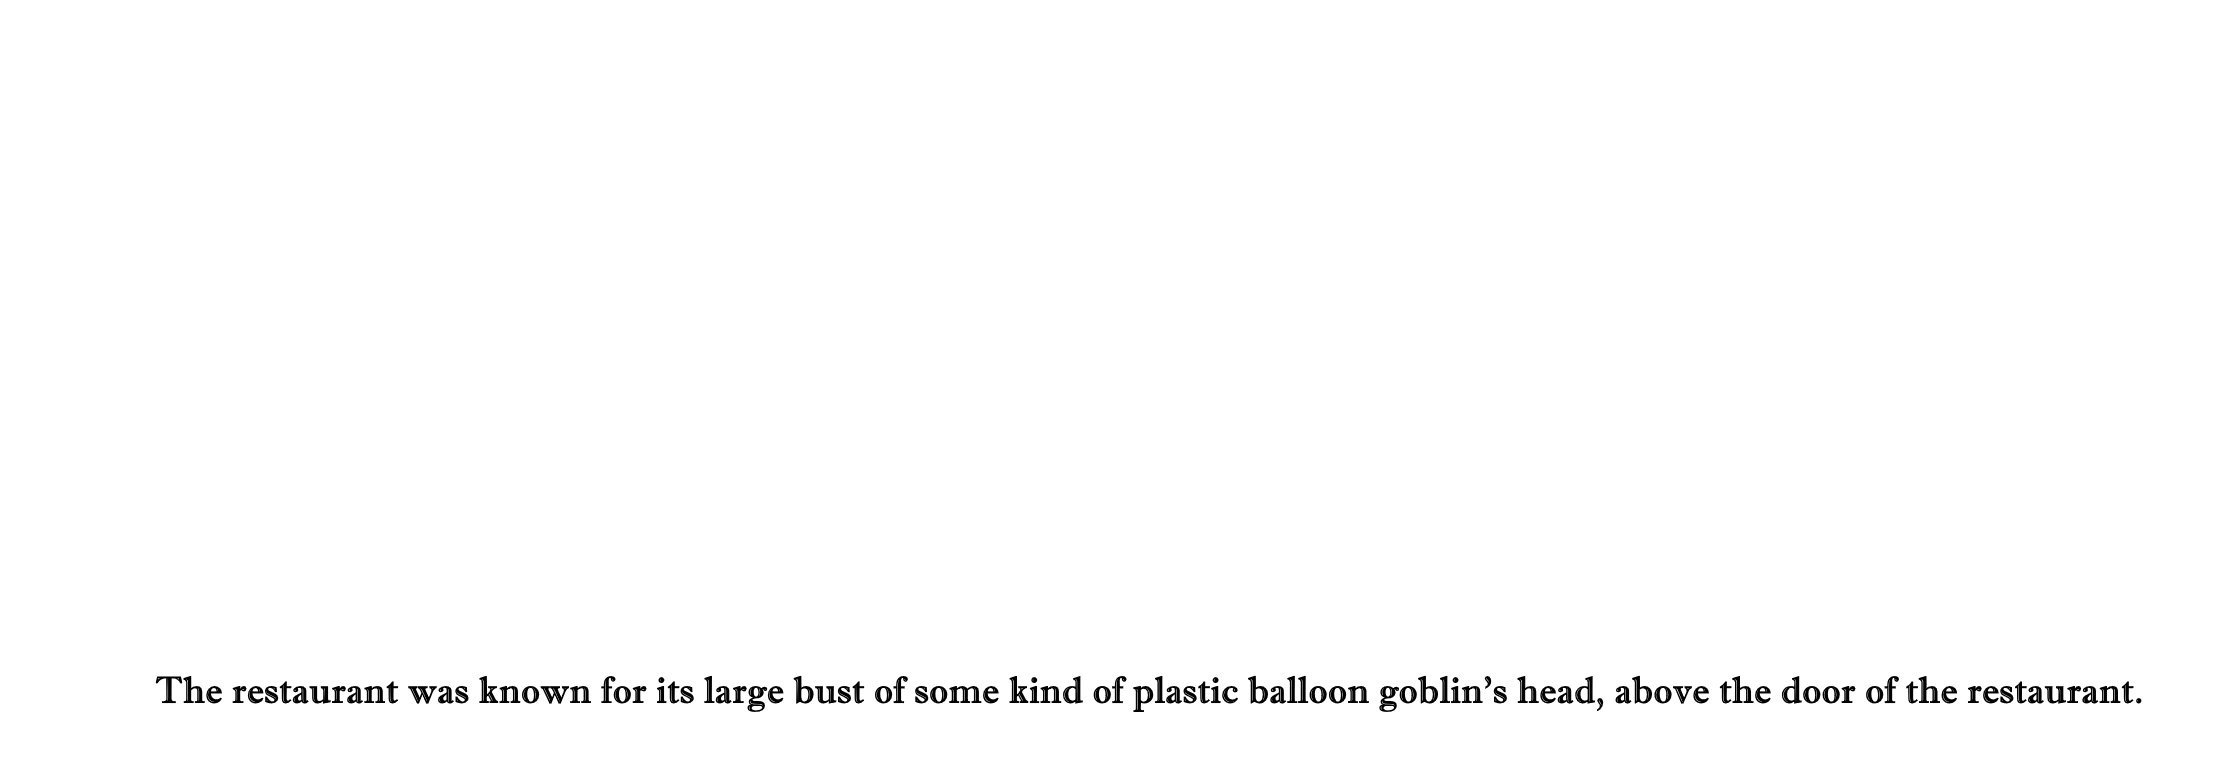 The restaurant was known for its large bust of some kind of plastic balloon goblin’s head, above the door of the restaurant.